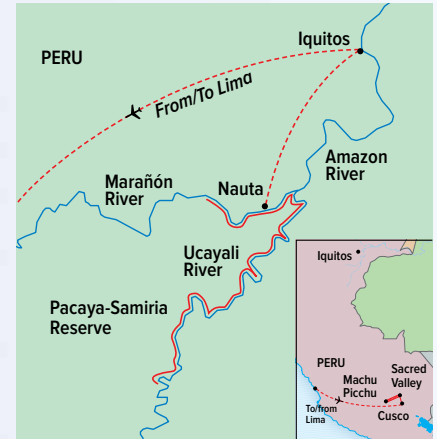 Iquitos
PERU
From/To Lima
Amazon
River
Marañón
River
Nauta
Ucayali
River
Pacaya-Samiria
Reserve
Iquitos
PERU
Machu
Picchu
Sacred
Valley
To/from
Lima
Cusco